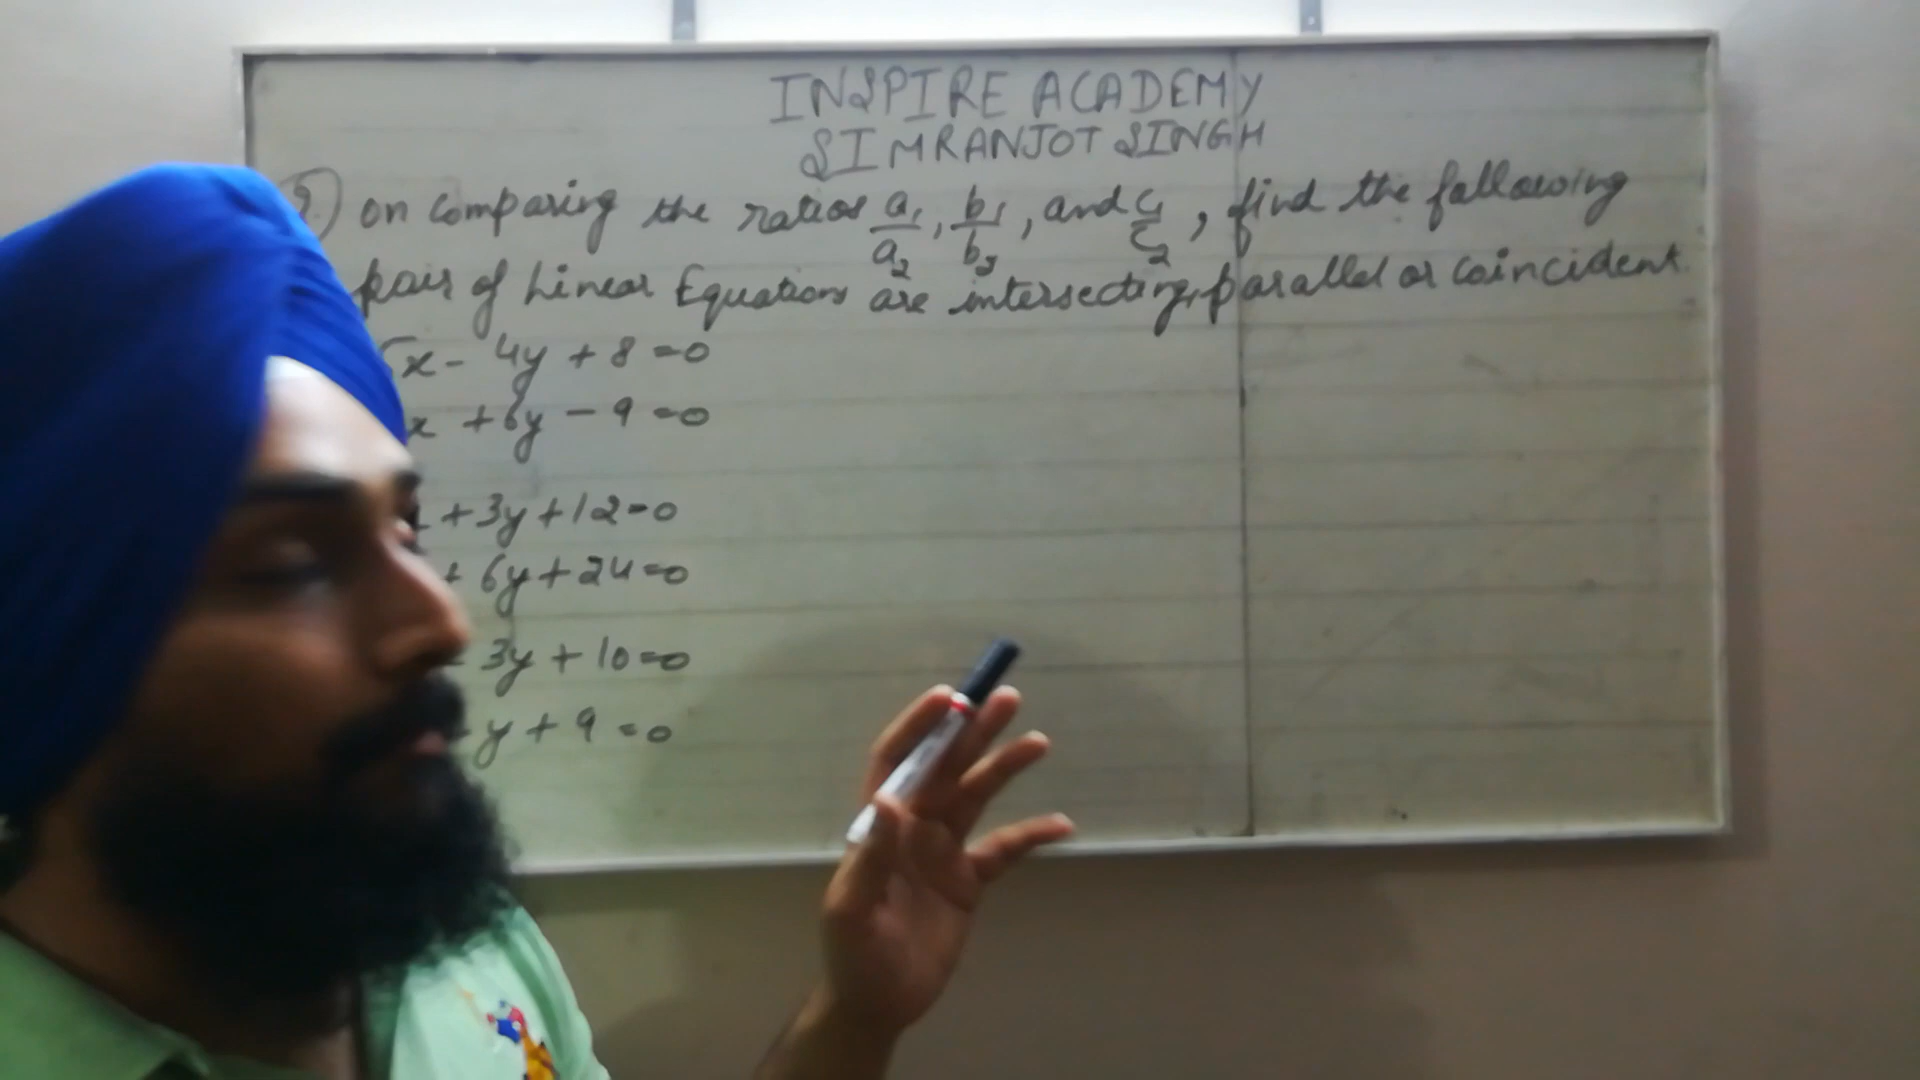 INSPIRE ACADEMY
SIMRANJOT SINGH
2) on comparing the ratios a₁/a₂, b₁/b₂, and c₁/c₂, find the following
pair of Linear Equations are intersecting, parallel or coincident
5x - 4y + 8 = 0
x + 6y - 9 = 0
+ 3y + 12 = 0
+ 6y + 24 = 0
3y + 10 = 0
- y + 9 = 0